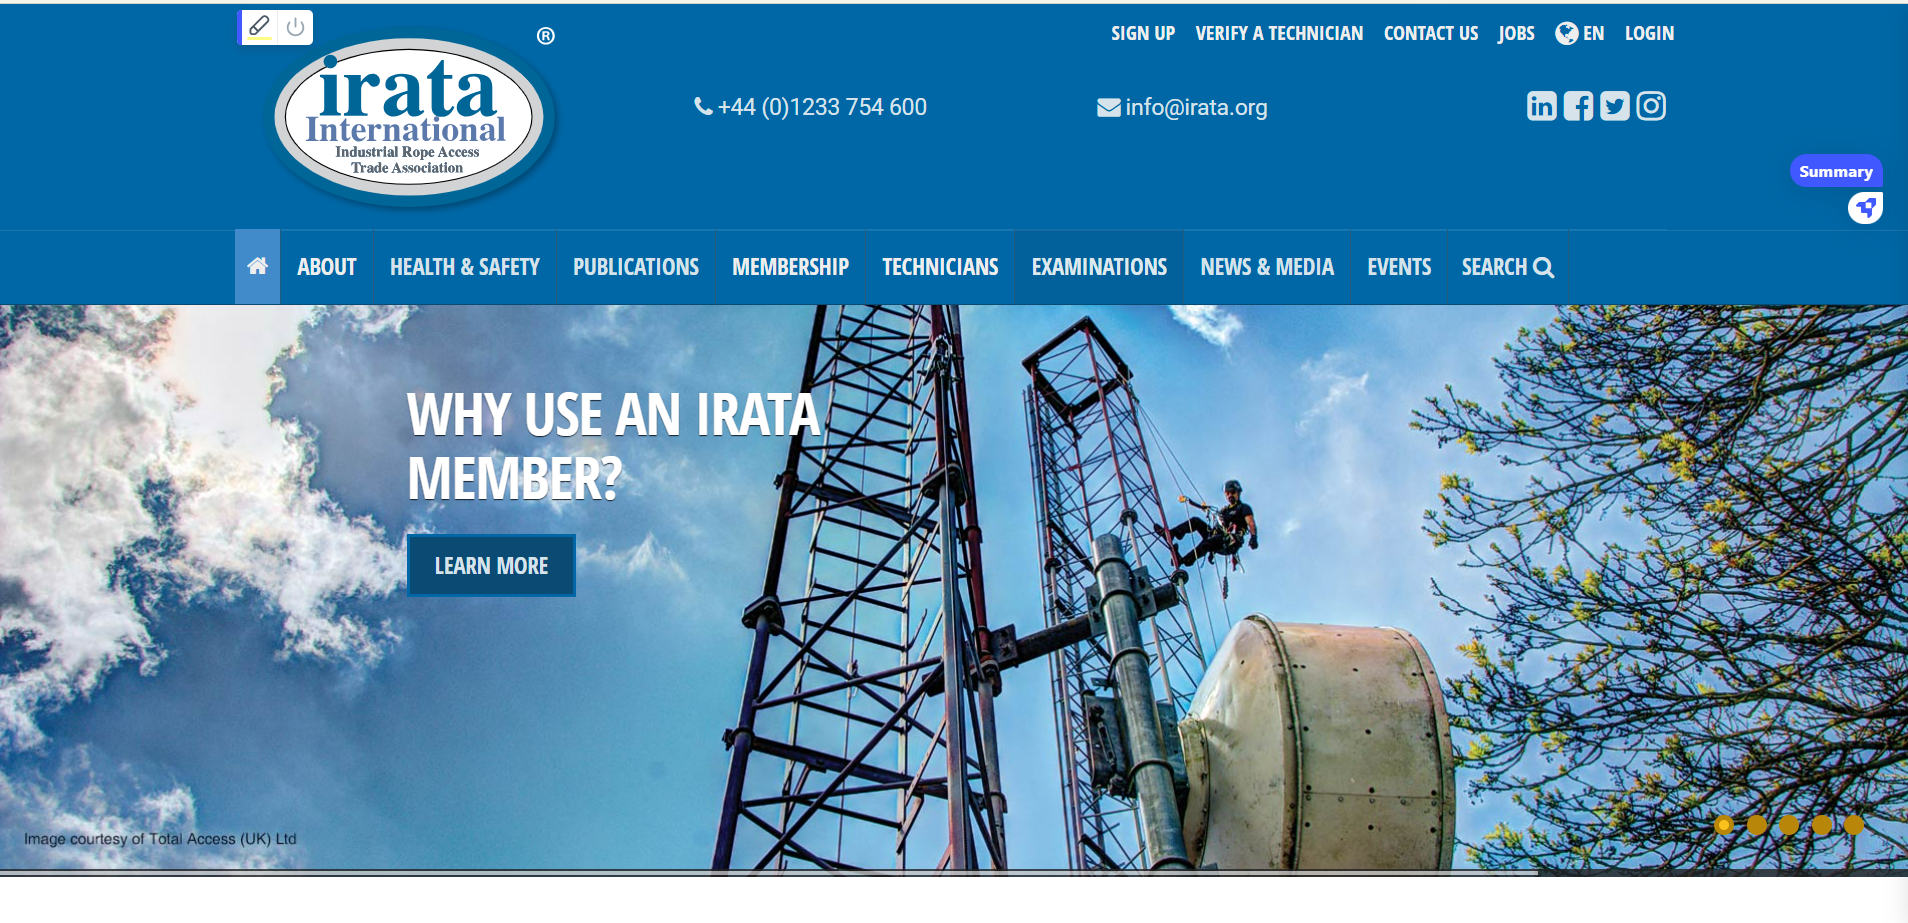 SIGN UP VERIFY A TECHNICIAN CONTACT US JOBS EN LOGIN
®
irata
International
Industrial Rope Access
Trade Association
+44 (0)1233 754 600
info@irata.org
Summary
ABOUT HEALTH & SAFETY PUBLICATIONS MEMBERSHIP TECHNICIANS EXAMINATIONS NEWS & MEDIA EVENTS SEARCH
WHY USE AN IRATA
MEMBER?
LEARN MORE
Image courtesy of Total Access (UK) Ltd